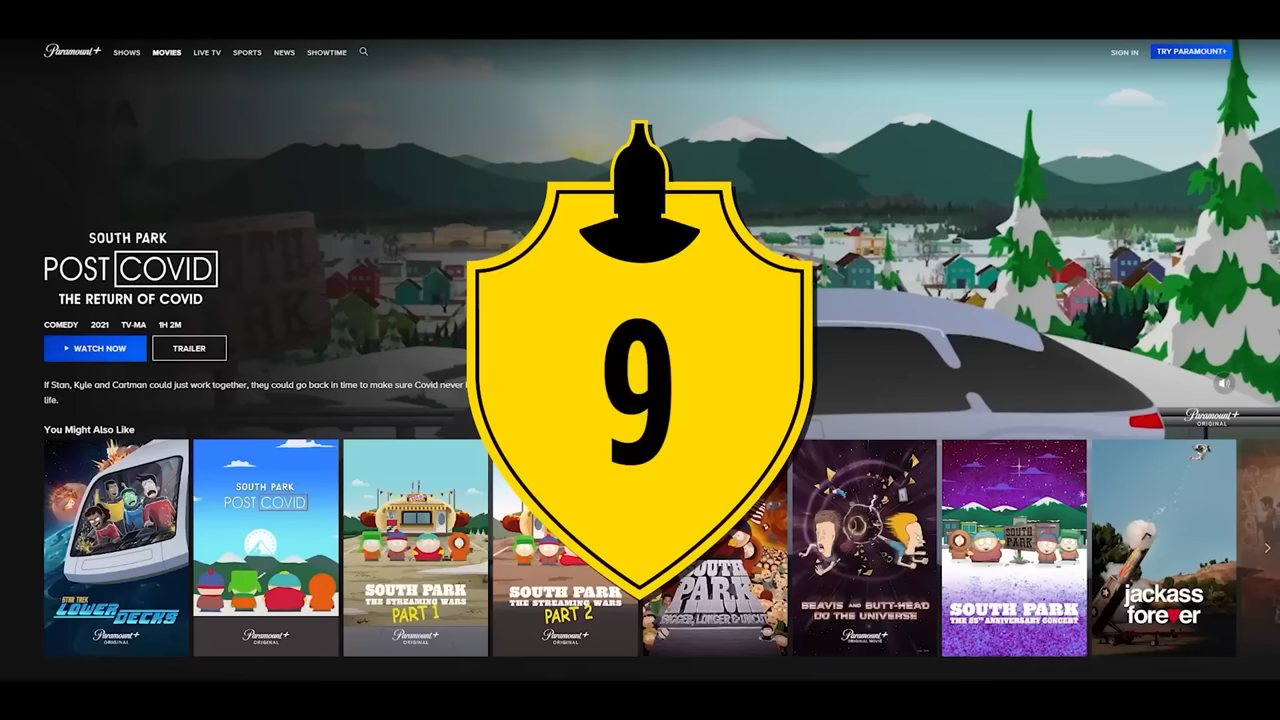 Paramount+ SHOWS MOVIES LIVE TV SPORTS NEWS SHOWTIME SIGN IN TRY PARAMOUNT+
SOUTH PARK
POST COVID
THE RETURN OF COVID
COMEDY 2021 TV-MA 1H 2M
WATCH NOW TRAILER
If Stan, Kyle and Cartman could just work together, they could go back in time to make sure Covid never
life.
9
Paramount+
ORIGINAL
You Might Also Like
STAR TREK
LOWER DECKS
Paramount+
ORIGINAL
SOUTH PARK
POST COVID
Paramount+
ORIGINAL
SOUTH PARK
THE STREAMING WARS
PART 1
Paramount+
ORIGINAL
SOUTH PARK
THE STREAMING WARS
PART 2
Paramount+
ORIGINAL
SOUTH
PARK
BIGGER, LONGER & UNCUT
BEAVIS AND BUTT-HEAD
DO THE UNIVERSE
Paramount+
ORIGINAL MOVIE
SOUTH
PARK
SOUTH PARK
THE 25TH ANNIVERSARY CONCERT
jackass
forever